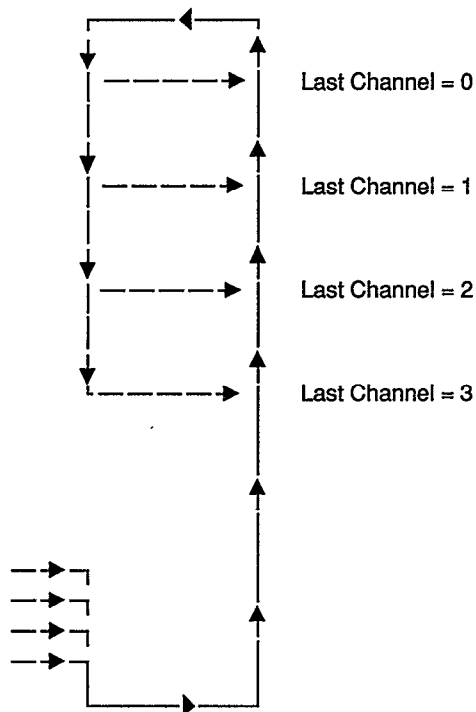 Last Channel = 0
Last Channel = 1
Last Channel = 2
Last Channel = 3